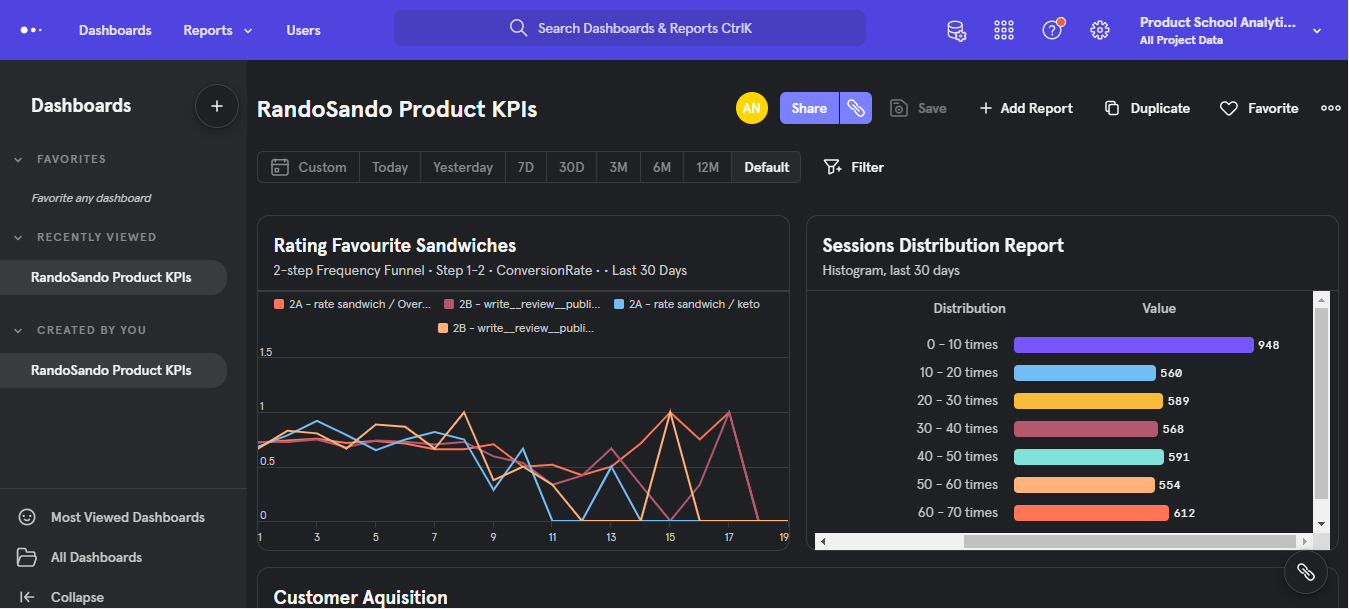 Dashboards Reports Users Search Dashboards & Reports CtrlK Product School Analyti...
All Project Data
Dashboards
FAVORITES
Favorite any dashboard
RECENTLY VIEWED
RandoSando Product KPIs
CREATED BY YOU
RandoSando Product KPIs
Most Viewed Dashboards
All Dashboards
Collapse
RandoSando Product KPIs AN Share Save Add Report Duplicate Favorite
Custom Today Yesterday 7D 30D 3M 6M 12M Default Filter
Rating Favourite Sandwiches
2-step Frequency Funnel · Step 1-2 · ConversionRate · · Last 30 Days
2A - rate sandwich / Over... 2B - write__review__publi... 2A - rate sandwich / keto
2B - write__review__publi...
1.5
1
0.5
0
1 3 5 7 9 11 13 15 17 19
Sessions Distribution Report
Histogram, last 30 days
Distribution Value
0 - 10 times 948
10 - 20 times 560
20 - 30 times 589
30 - 40 times 568
40 - 50 times 591
50 - 60 times 554
60 - 70 times 612
Customer Aquisition